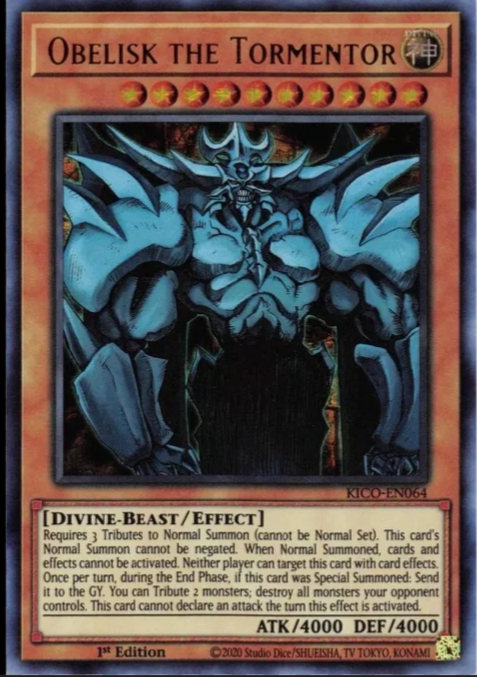 OBELISK THE TORMENTOR
DIVINE
神
KICO-EN064
[DIVINE-BEAST/EFFECT]
Requires 3 Tributes to Normal Summon (cannot be Normal Set). This card's
Normal Summon cannot be negated. When Normal Summoned, cards and
effects cannot be activated. Neither player can target this card with card effects.
Once per turn, during the End Phase, if this card was Special Summoned: Send
it to the GY. You can Tribute 2 monsters; destroy all monsters your opponent
controls. This card cannot declare an attack the turn this effect is activated.
ATK/4000 DEF/4000
1st Edition
©2020 Studio Dice/SHUEISHA, TV TOKYO, KONAMI